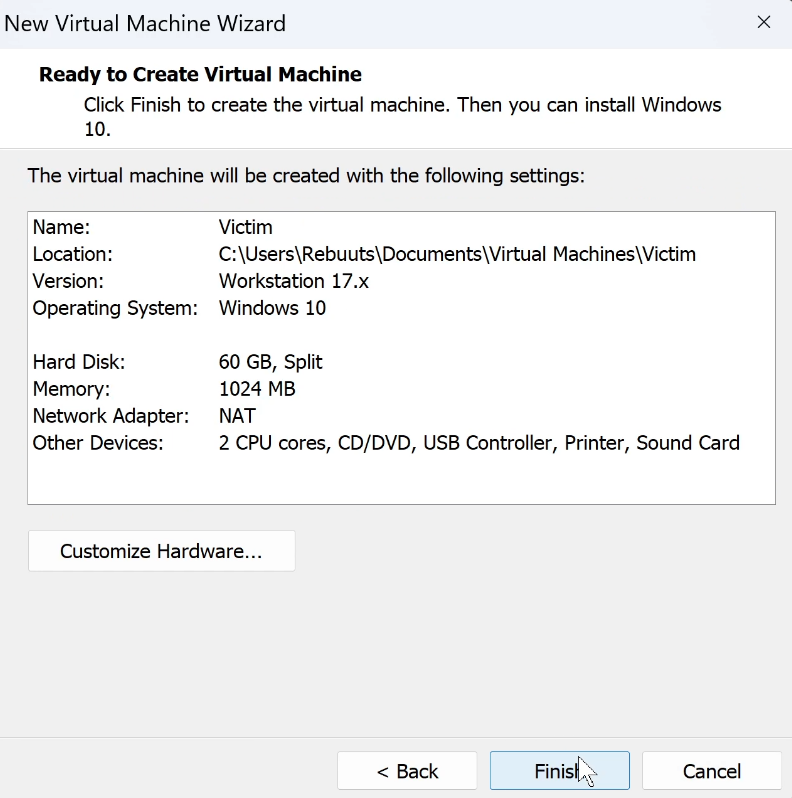 New Virtual Machine Wizard
Ready to Create Virtual Machine
Click Finish to create the virtual machine. Then you can install Windows
10.
The virtual machine will be created with the following settings:
Name: Victim
Location: C:\Users\Rebuuts\Documents\Virtual Machines\Victim
Version: Workstation 17.x
Operating System: Windows 10
Hard Disk: 60 GB, Split
Memory: 1024 MB
Network Adapter: NAT
Other Devices: 2 CPU cores, CD/DVD, USB Controller, Printer, Sound Card
Customize Hardware...
< Back Finish Cancel